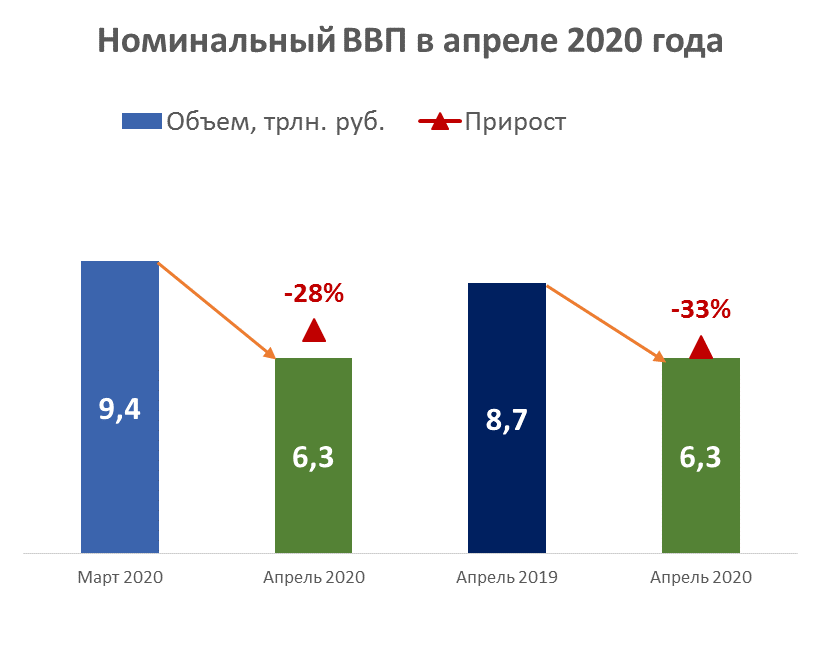 Номинальный ВВП в апреле 2020 года
Объем, трлн. руб.
Прирост
-28%
-33%
9,4
6,3
8,7
6,3
Март 2020
Апрель 2020
Апрель 2019
Апрель 2020